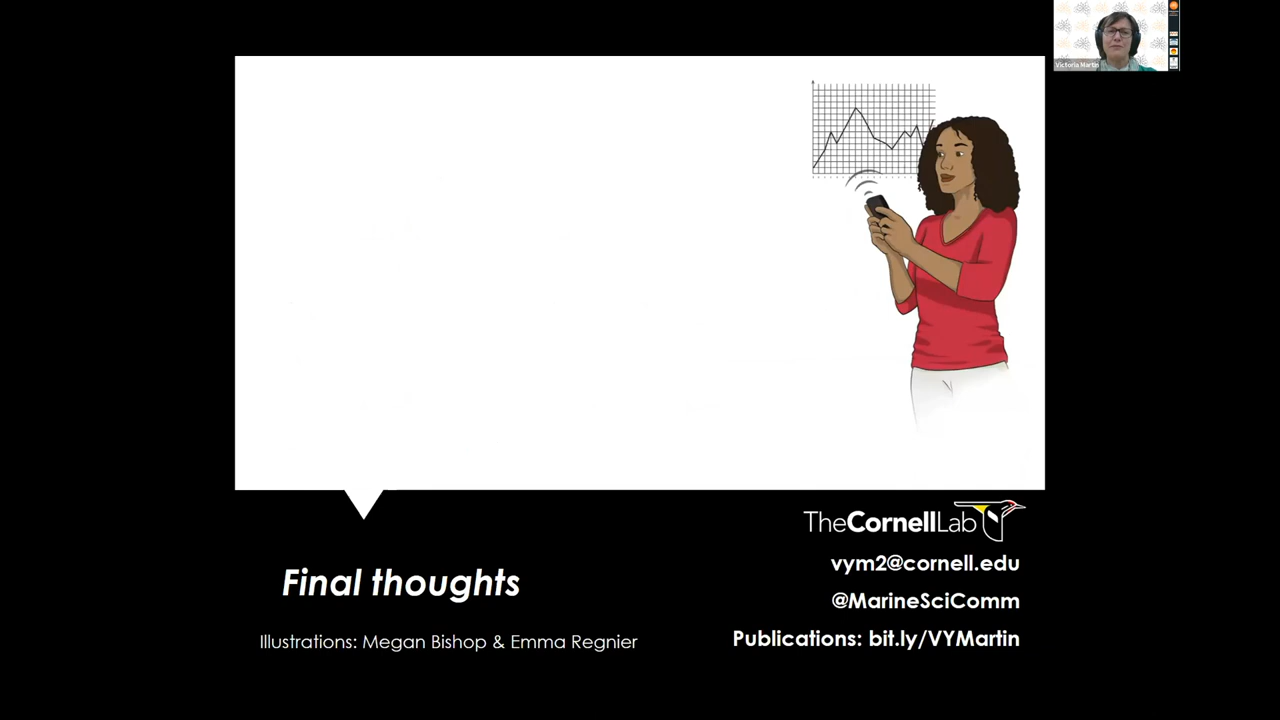 Victoria Martin
TheCornellLab
vym2@cornell.edu
Final thoughts
@MarineSciComm
Illustrations: Megan Bishop & Emma Regnier
Publications: bit.ly/VYMartin